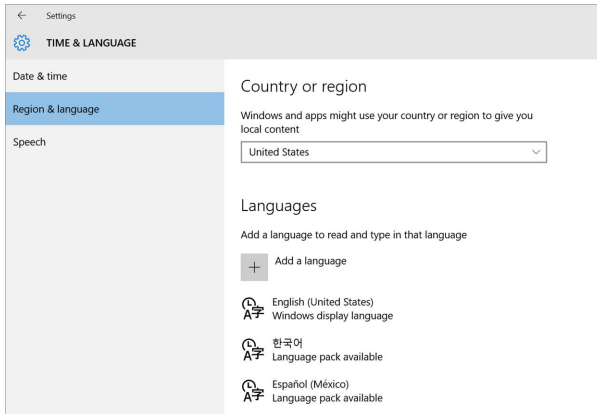 Settings
TIME & LANGUAGE
Date & time
Region & language
Speech
Country or region
Windows and apps might use your country or region to give you
local content
United States
Languages
Add a language to read and type in that language
Add a language
English (United States)
Windows display language
한국어
Language pack available
Español (México)
Language pack available